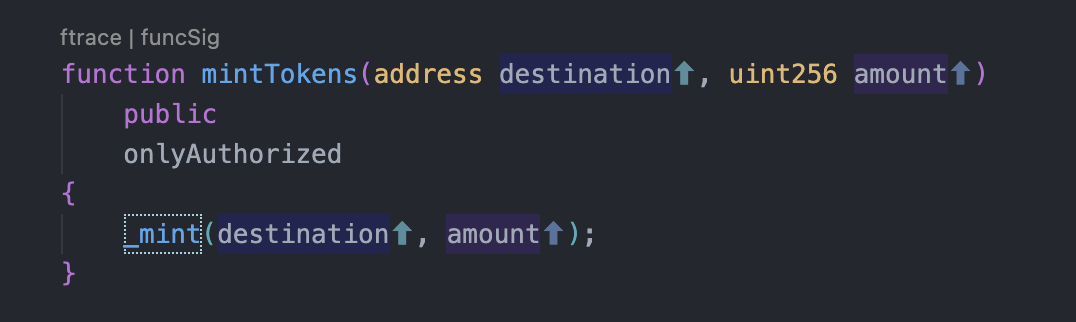 ftrace | funcSig
function mintTokens(address destination⬆, uint256 amount⬆)
public
onlyAuthorized
{
_mint(destination⬆, amount⬆);
}